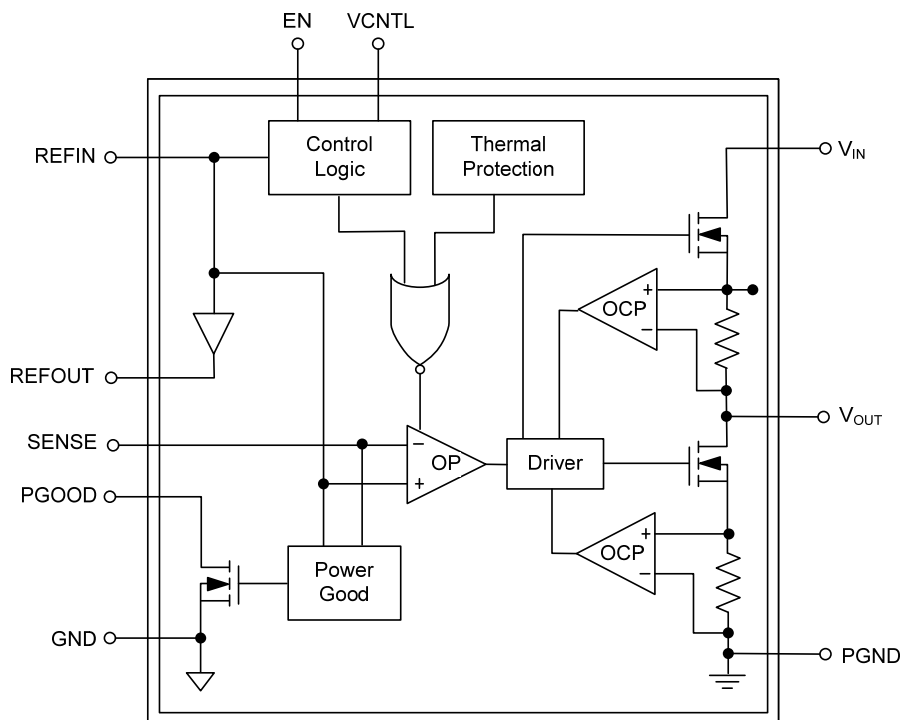 EN
VCNTL
REFIN
Control
Logic
Thermal
Protection
VIN
+
OCP
−
REFOUT
VOUT
SENSE
−
OP
+
Driver
PGOOD
+
OCP
−
Power
Good
GND
PGND